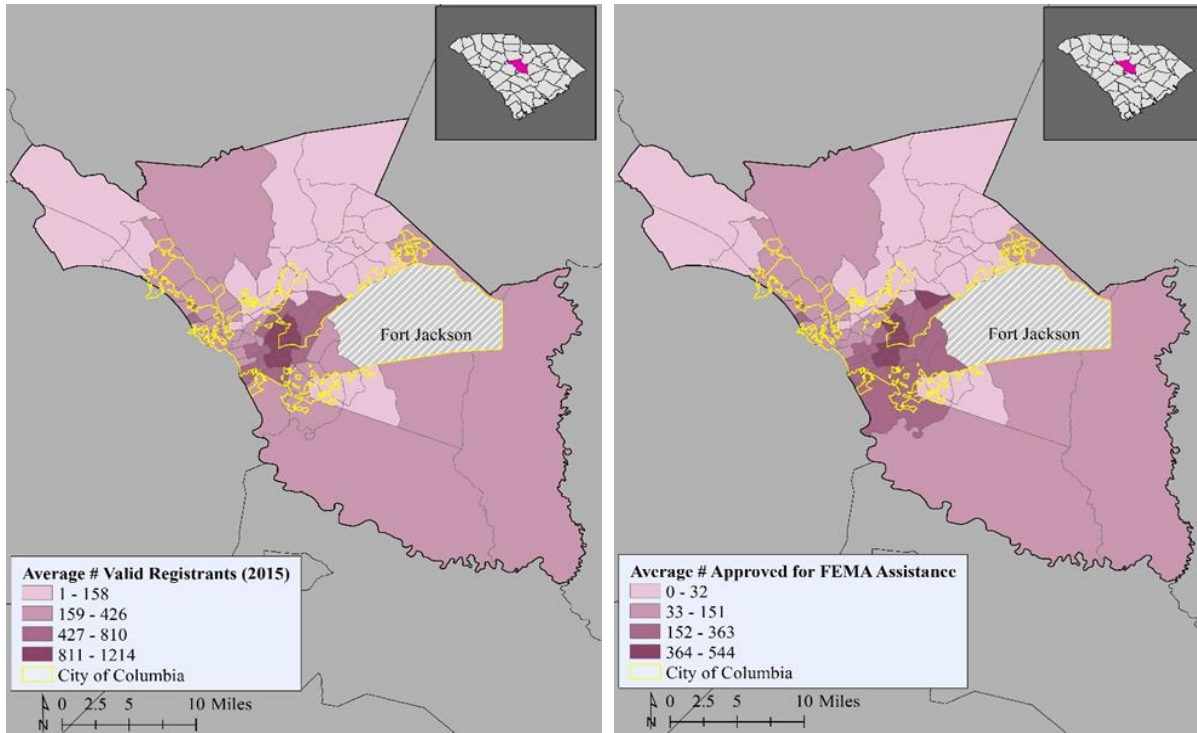 Fort Jackson
Average # Valid Registrants (2015)
1 - 158
159 - 426
427 - 810
811 - 1214
City of Columbia
N
0 2.5 5 10 Miles
Fort Jackson
Average # Approved for FEMA Assistance
0 - 32
33 - 151
152 - 363
364 - 544
City of Columbia
N
0 2.5 5 10 Miles